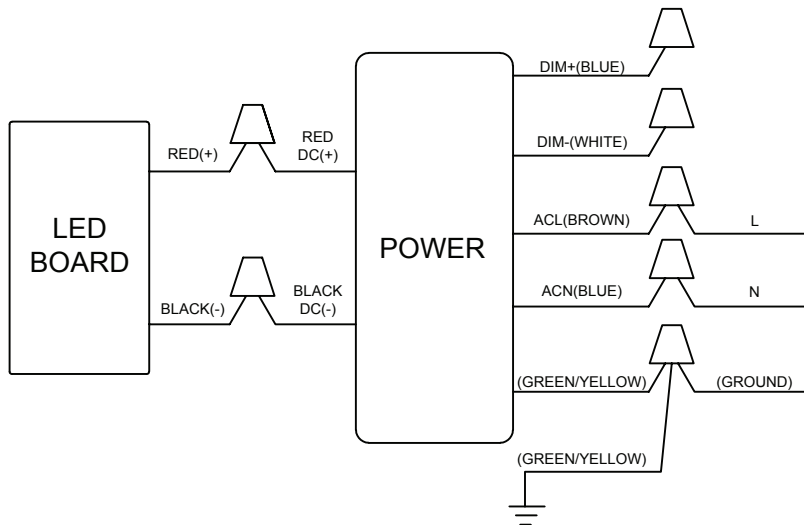 LED
BOARD
RED(+)
RED
DC(+)
BLACK(-)
BLACK
DC(-)
POWER
DIM+(BLUE)
DIM-(WHITE)
ACL(BROWN)
L
ACN(BLUE)
N
(GREEN/YELLOW)
(GROUND)
(GREEN/YELLOW)